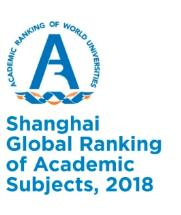 ACADEMIC RANKING OF WORLD UNIVERSITIES
Shanghai
Global Ranking
of Academic
Subjects, 2018